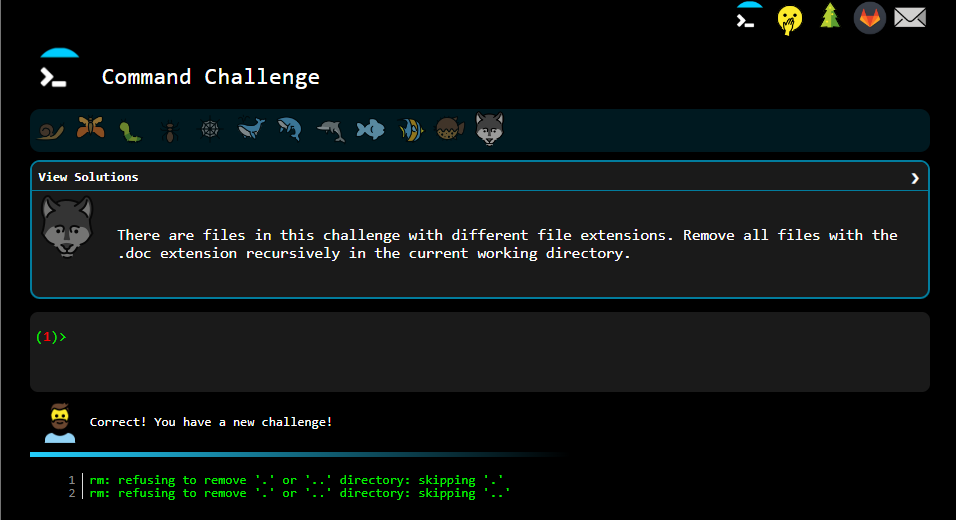 Command Challenge
View Solutions
There are files in this challenge with different file extensions. Remove all files with the
.doc extension recursively in the current working directory.
(1)>
Correct! You have a new challenge!
1 rm: refusing to remove '.' or '..' directory: skipping '.'
2 rm: refusing to remove '.' or '..' directory: skipping '..'